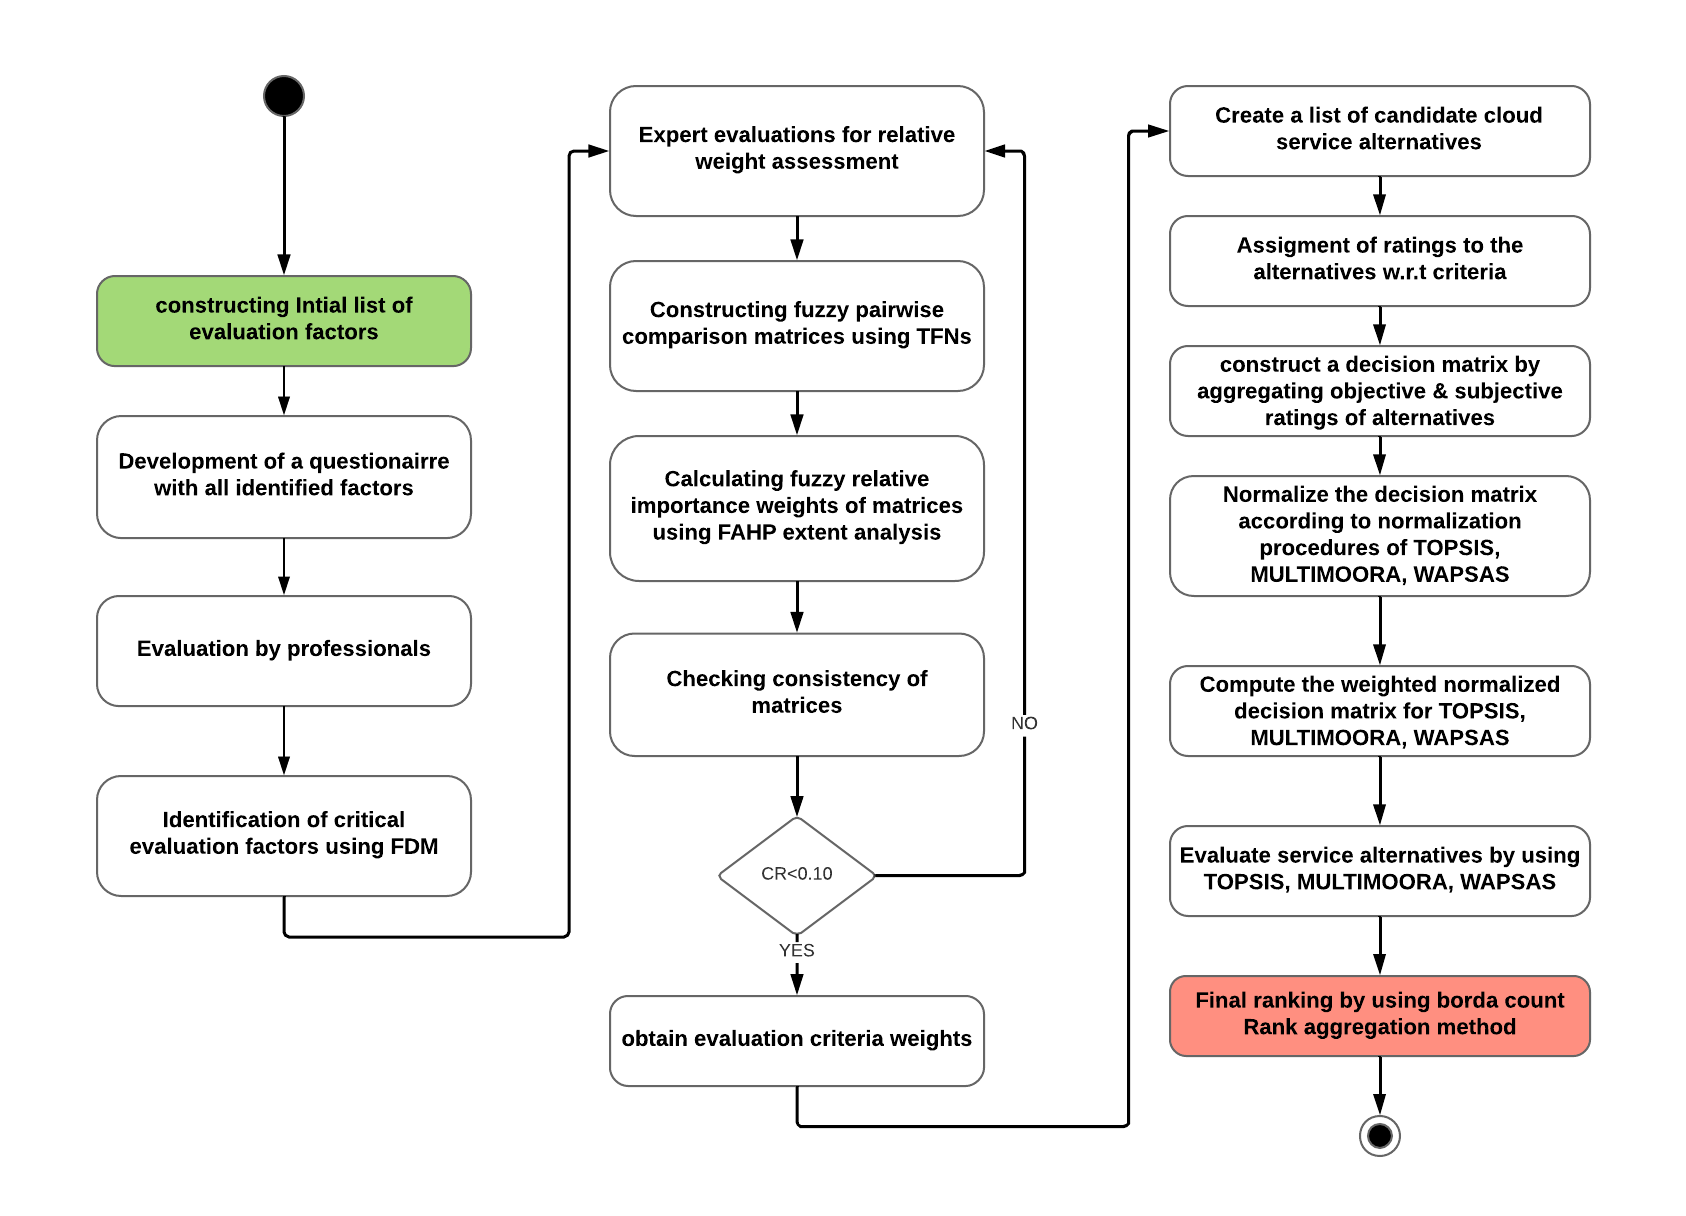 constructing Intial list of
evaluation factors
Development of a questionairre
with all identified factors
Evaluation by professionals
Identification of critical
evaluation factors using FDM
Expert evaluations for relative
weight assessment
Constructing fuzzy pairwise
comparison matrices using TFNs
Calculating fuzzy relative
importance weights of matrices
using FAHP extent analysis
Checking consistency of
matrices
NO
CR<0.10
YES
obtain evaluation criteria weights
Create a list of candidate cloud
service alternatives
Assigment of ratings to the
alternatives w.r.t criteria
construct a decision matrix by
aggregating objective & subjective
ratings of alternatives
Normalize the decision matrix
according to normalization
procedures of TOPSIS,
MULTIMOORA, WAPSAS
Compute the weighted normalized
decision matrix for TOPSIS,
MULTIMOORA, WAPSAS
Evaluate service alternatives by using
TOPSIS, MULTIMOORA, WAPSAS
Final ranking by using borda count
Rank aggregation method